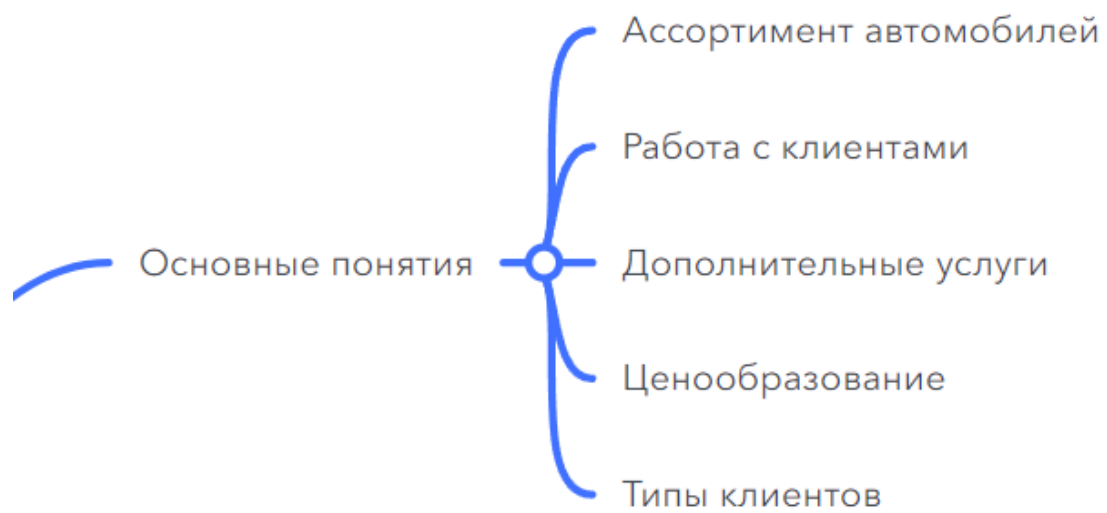 Ассортимент автомобилей
Работа с клиентами
Основные понятия
Дополнительные услуги
Ценообразование
Типы клиентов